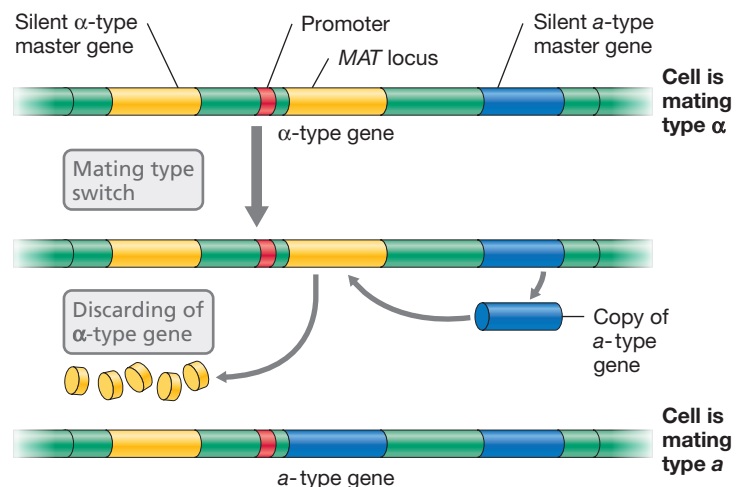 Silent α-type
master gene
Promoter
MAT locus
Silent a-type
master gene
Cell is
mating
type α
α-type gene
Mating type
switch
Discarding of
α-type gene
Copy of
a-type
gene
Cell is
mating
type a
a-type gene